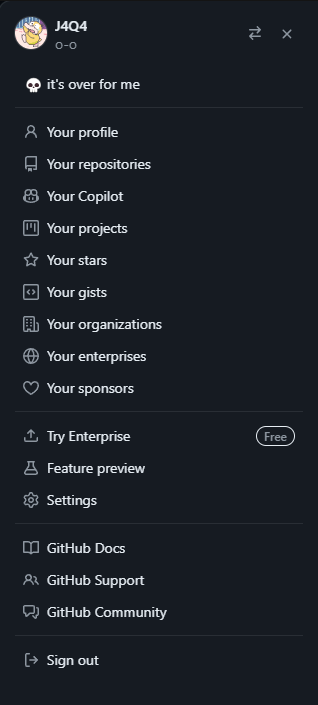 J4Q4
O-O
💀 it's over for me
Your profile
Your repositories
Your Copilot
Your projects
Your stars
Your gists
Your organizations
Your enterprises
Your sponsors
Try Enterprise Free
Feature preview
Settings
GitHub Docs
GitHub Support
GitHub Community
Sign out